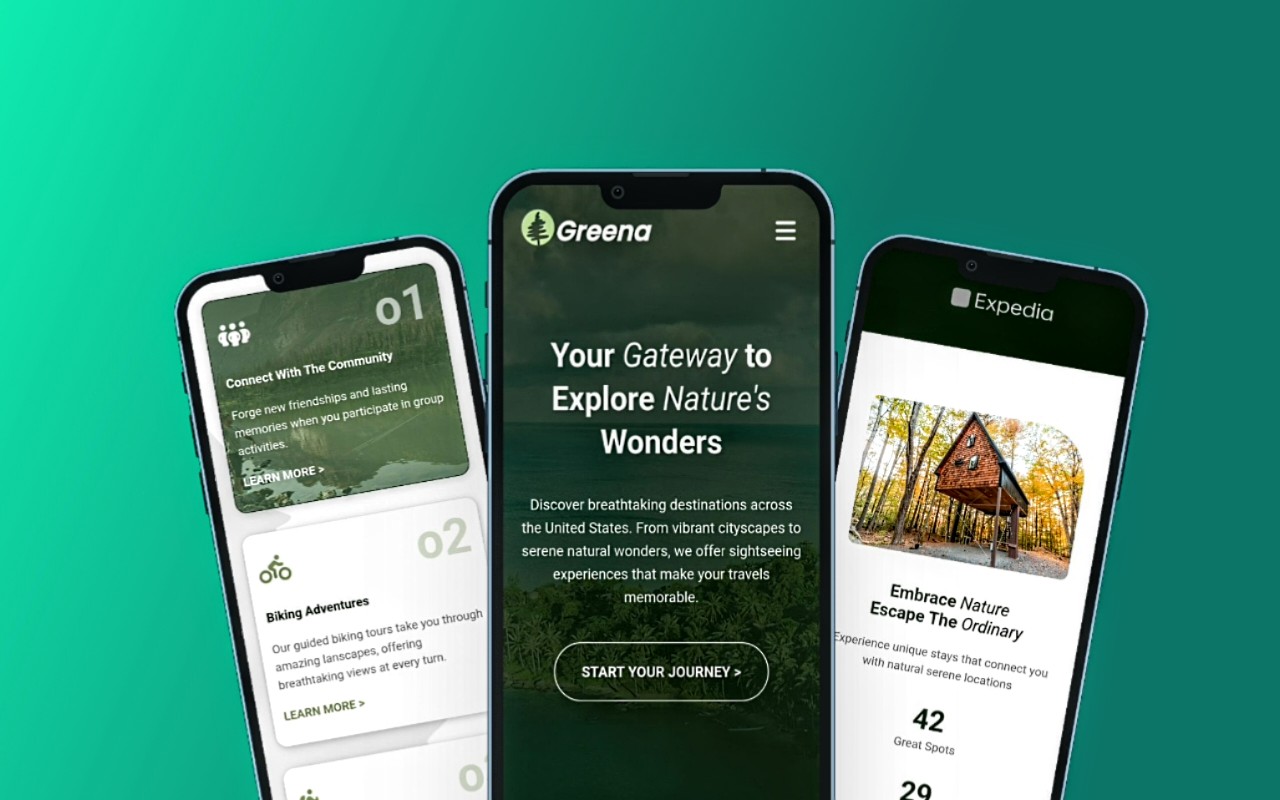 01
Connect With The Community
Forge new friendships and lasting
memories when you participate in group
activities.
LEARN MORE >
02
Biking Adventures
Our guided biking tours take you through
amazing lanscapes, offering
breathtaking views at every turn.
LEARN MORE >
Greena
Your Gateway to
Explore Nature's
Wonders
Discover breathtaking destinations across
the United States. From vibrant cityscapes to
serene natural wonders, we offer sightseeing
experiences that make your travels
memorable.
START YOUR JOURNEY >
Expedia
Embrace Nature
Escape The Ordinary
Experience unique stays that connect you
with natural serene locations
42
Great Spots
29